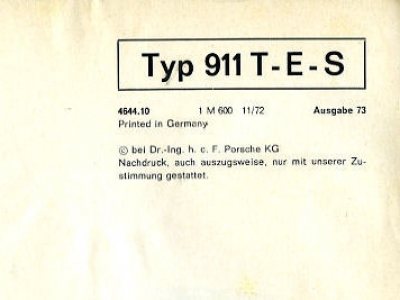 Typ 911 T-E-S
4644.10 1 M 600 11/72 Ausgabe 73
Printed in Germany
© bei Dr.-Ing. h. c. F. Porsche KG
Nachdruck, auch auszugsweise, nur mit unserer Zu-
stimmung gestattet.